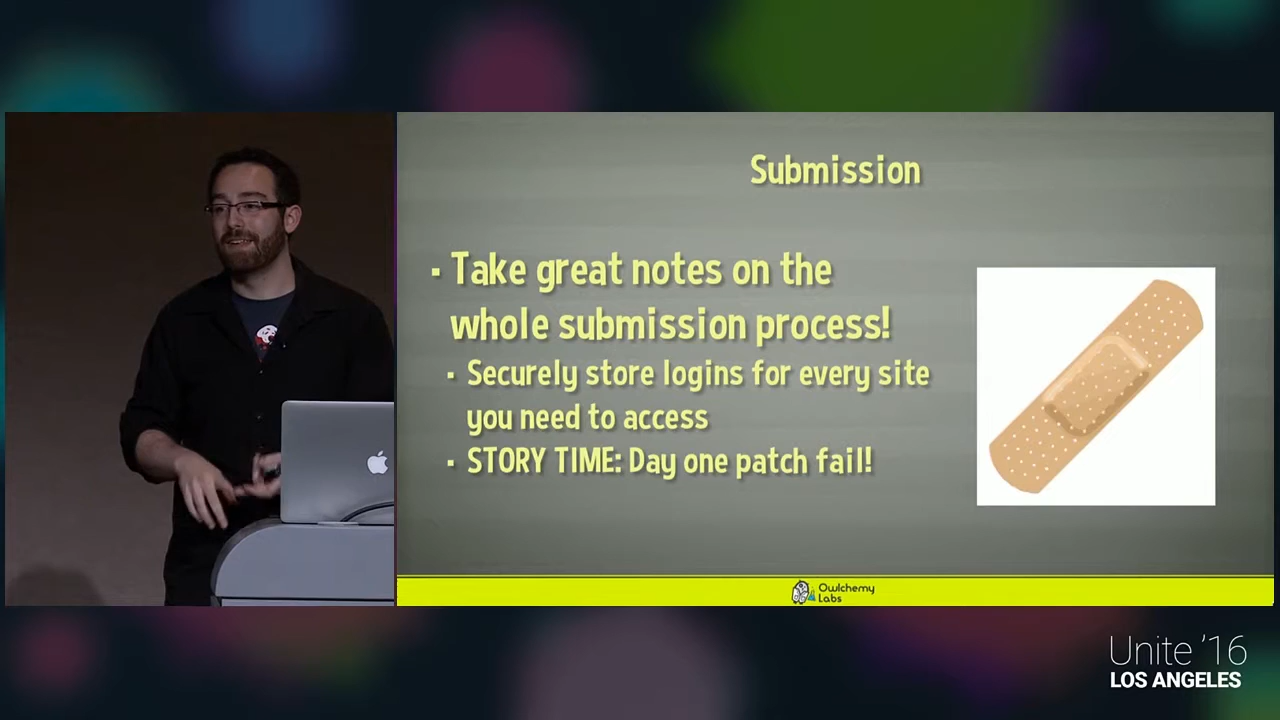 Submission
▪ Take great notes on the
whole submission process!
▪ Securely store logins for every site
you need to access
▪ STORY TIME: Day one patch fail!
Owlchemy
Labs
Unite '16
LOS ANGELES